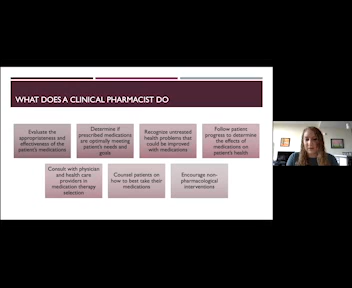 WHAT DOES A CLINICAL PHARMACIST DO
Evaluate the
appropriateness and
effectiveness of the
patient's medications
Determine if
prescribed medications
are optimally meeting
patient's needs and
goals
Recognize untreated
health problems that
could be improved
with medications
Follow patient
progress to determine
the effects of
medications on
patient's health
Consult with physician
and health care
providers in
medication therapy
selection
Counsel patients on
how to best take their
medications
Encourage non-
pharmacological
interventions